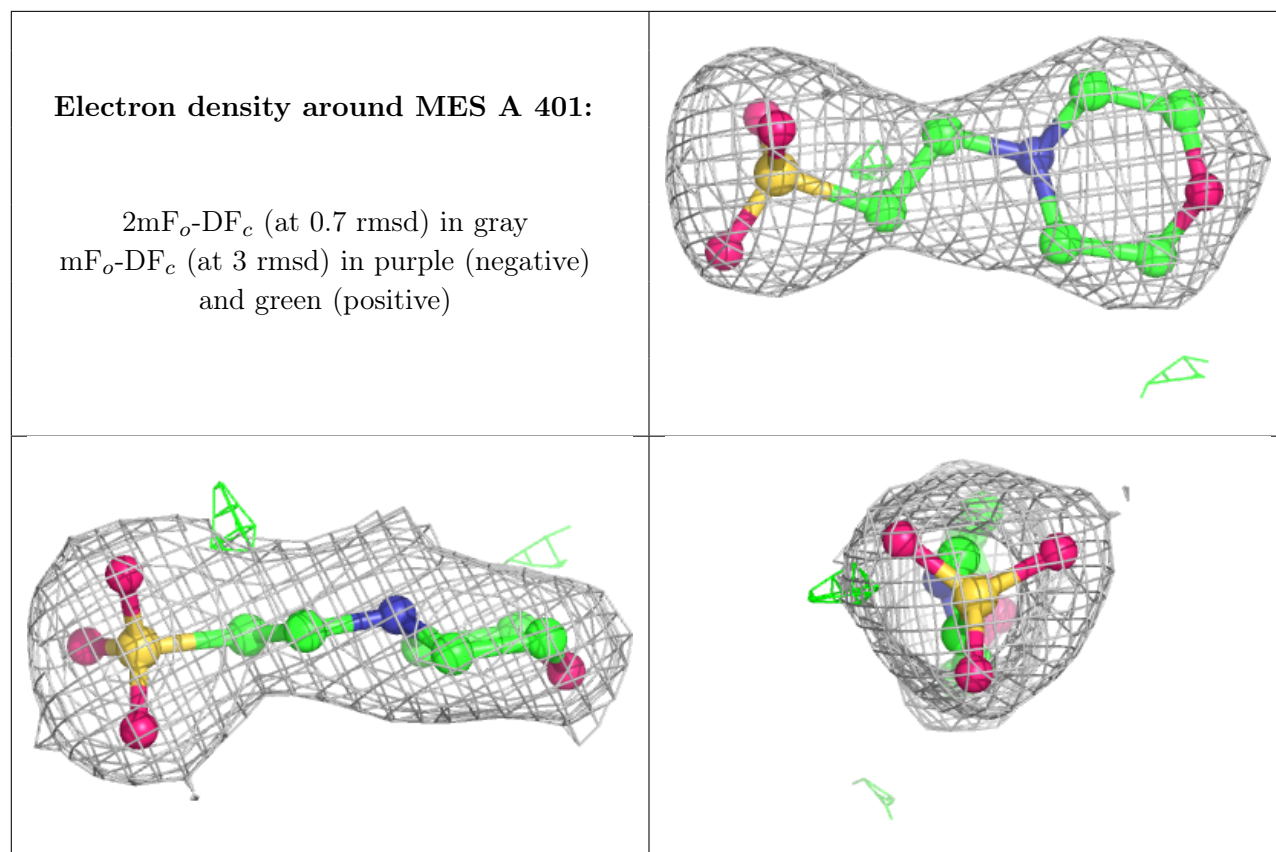 Electron density around MES A 401:
2mFo-DFc (at 0.7 rmsd) in gray
mFo-DFc (at 3 rmsd) in purple (negative)
and green (positive)